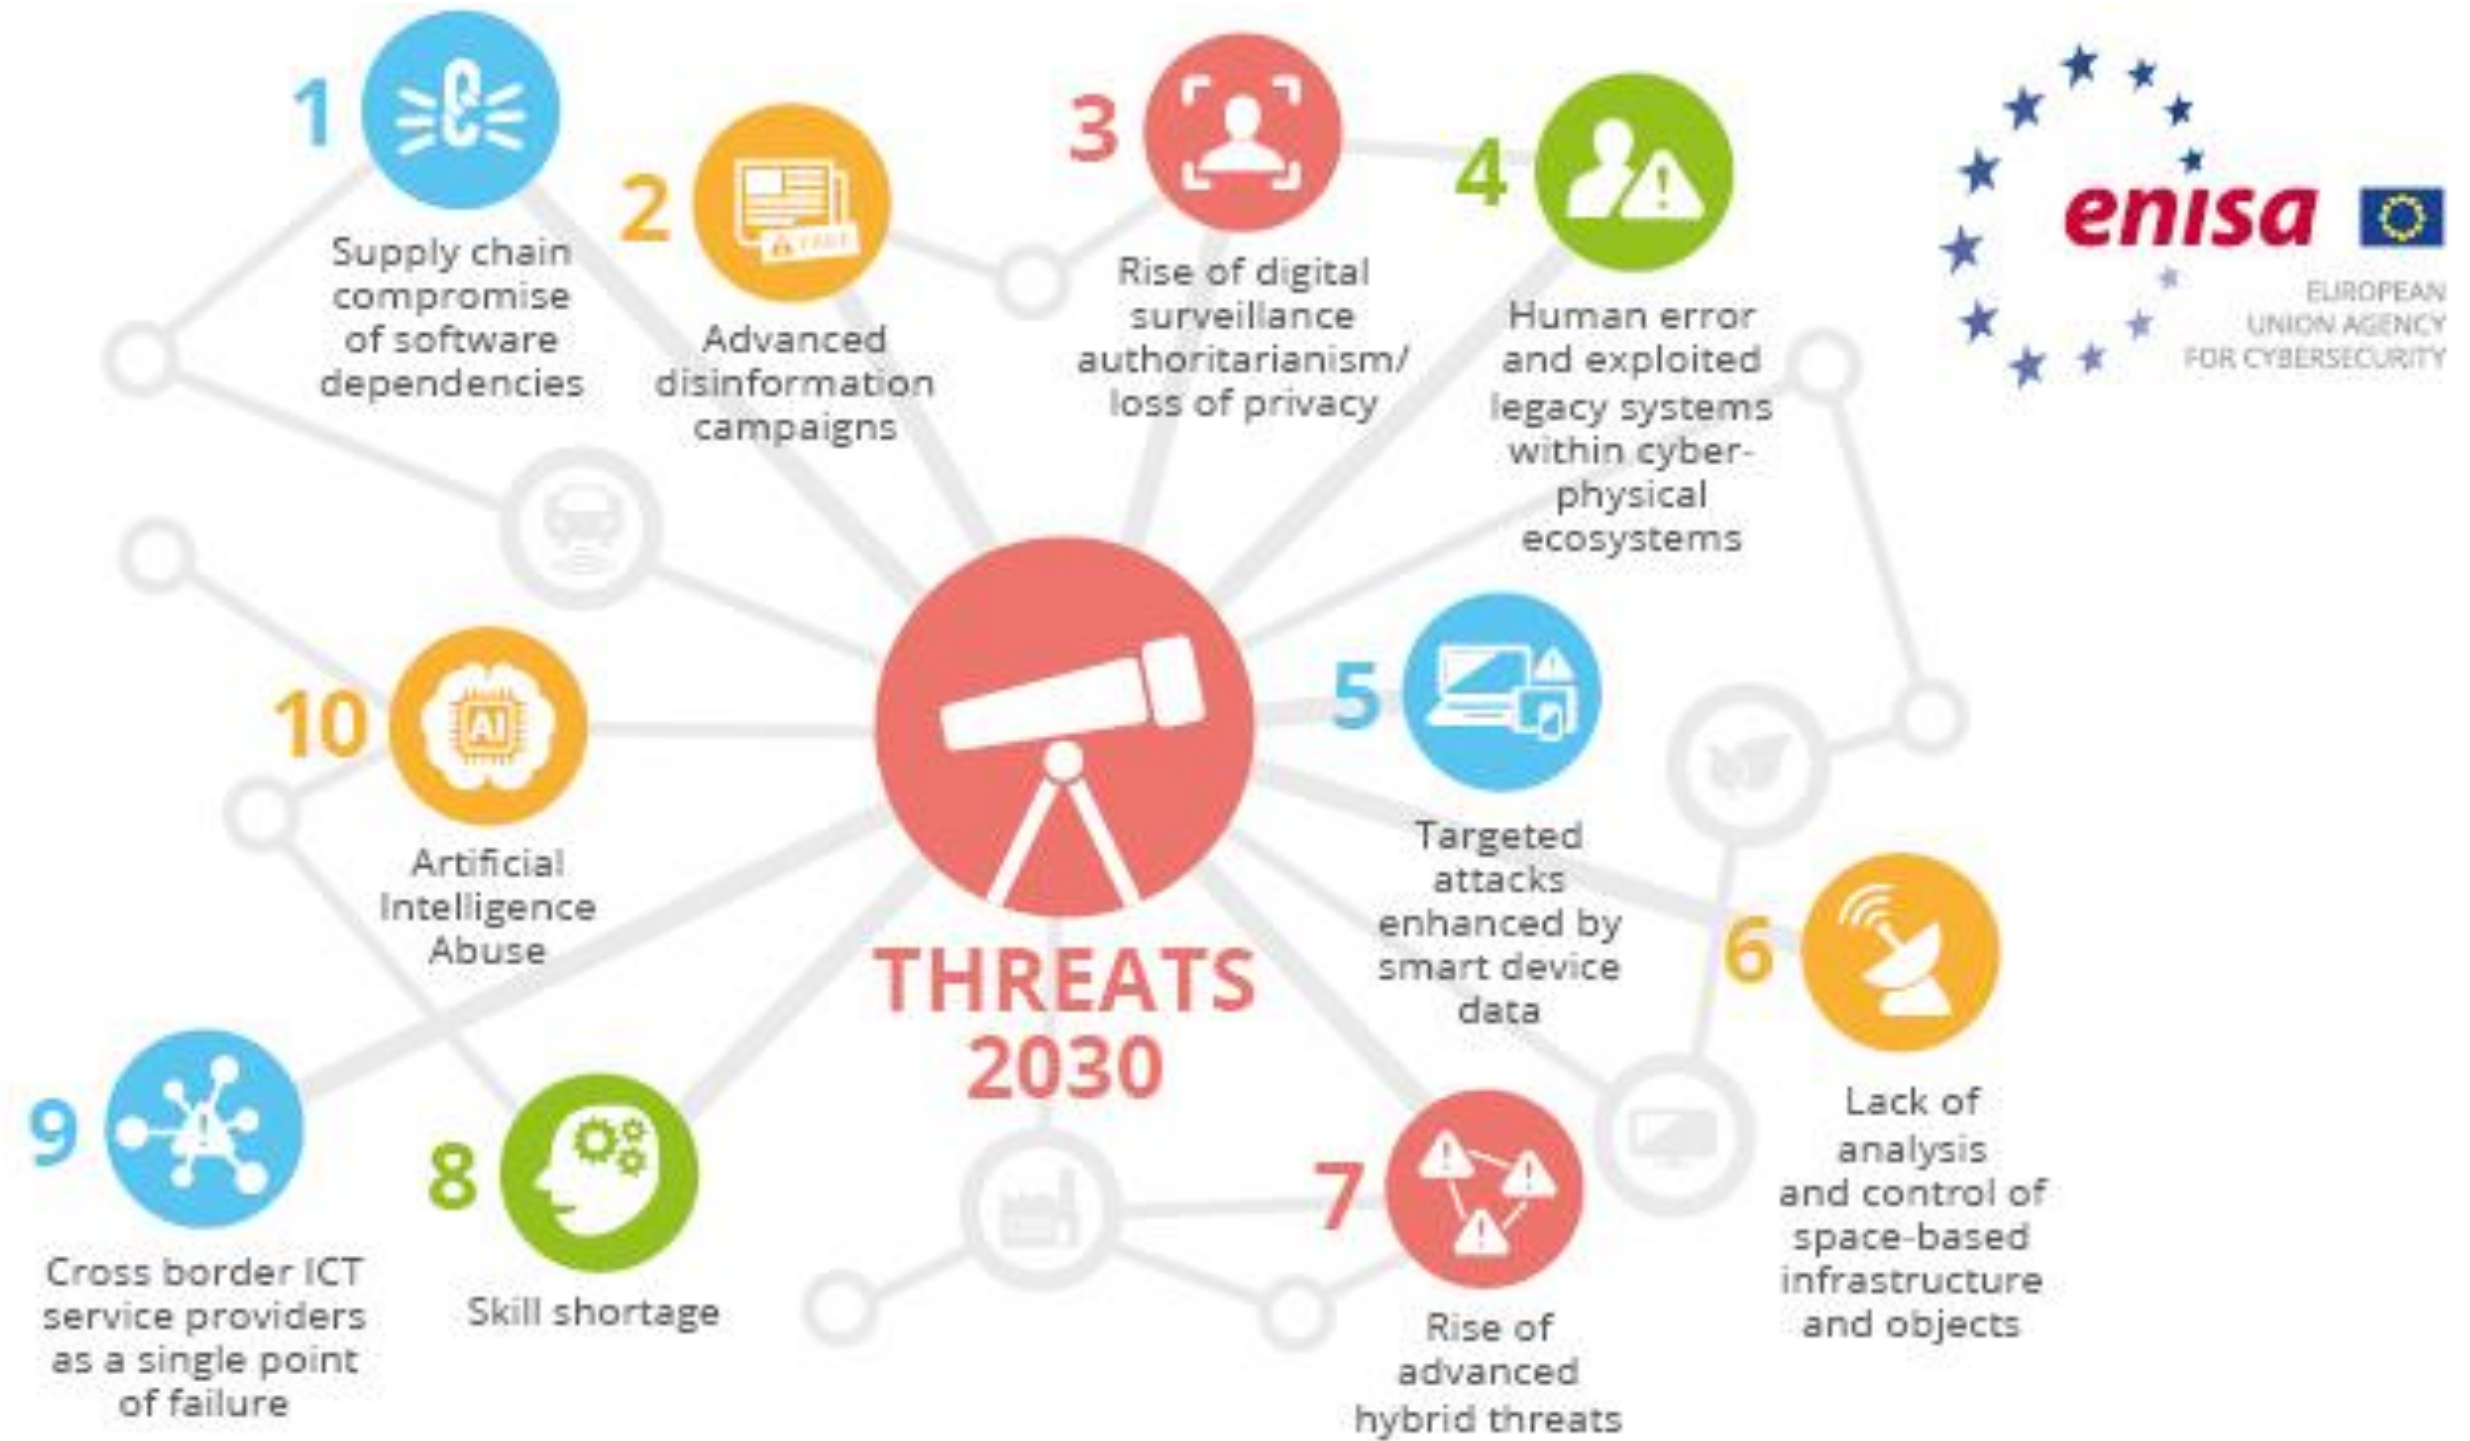 1
Supply chain
compromise
of software
dependencies
2
FAKE
Advanced
disinformation
campaigns
3
Rise of digital
surveillance
authoritarianism/
loss of privacy
4
Human error
and exploited
legacy systems
within cyber-
physical
ecosystems
enisa
EUROPEAN
UNION AGENCY
FOR CYBERSECURITY
5
Targeted
attacks
enhanced by
smart device
data
6
Lack of
analysis
and control of
space-based
infrastructure
and objects
7
Rise of
advanced
hybrid threats
8
Skill shortage
9
Cross border ICT
service providers
as a single point
of failure
10
AI
Artificial
Intelligence
Abuse
THREATS
2030